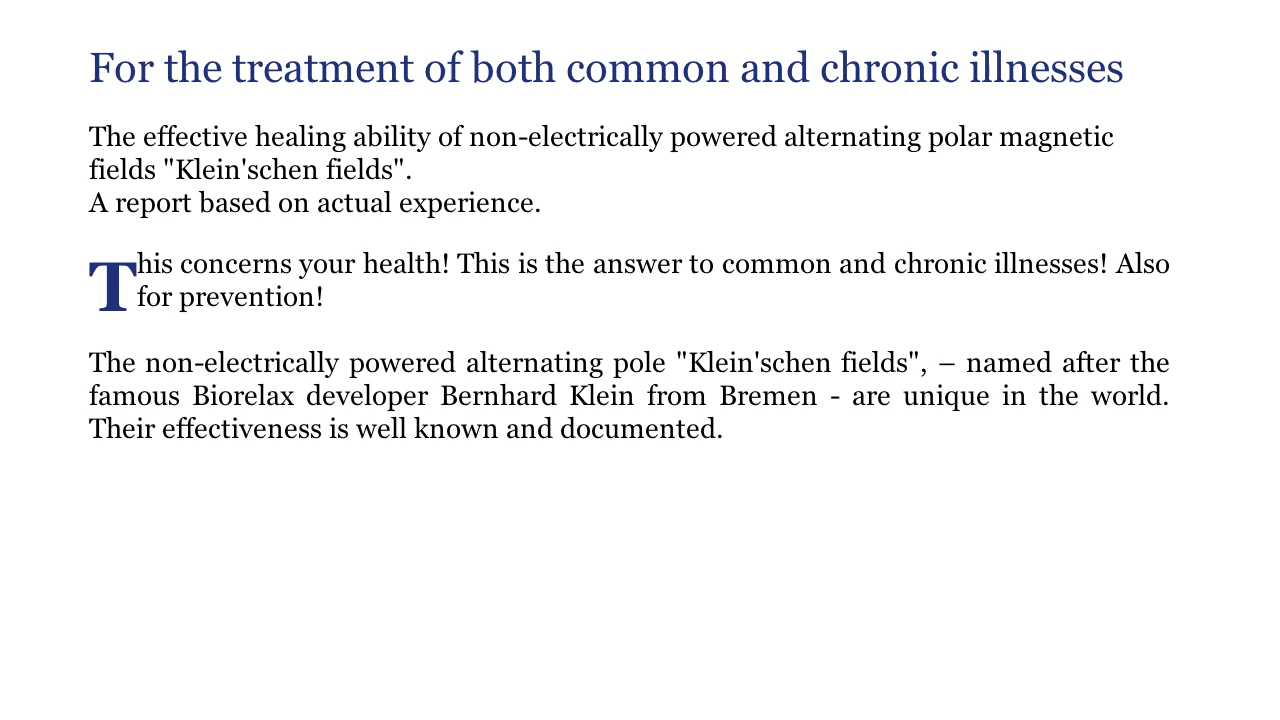 For the treatment of both common and chronic illnesses
The effective healing ability of non-electrically powered alternating polar magnetic
fields "Klein'schen fields".
A report based on actual experience.
This concerns your health! This is the answer to common and chronic illnesses! Also
for prevention!
The non-electrically powered alternating pole "Klein'schen fields", – named after the
famous Biorelax developer Bernhard Klein from Bremen - are unique in the world.
Their effectiveness is well known and documented.